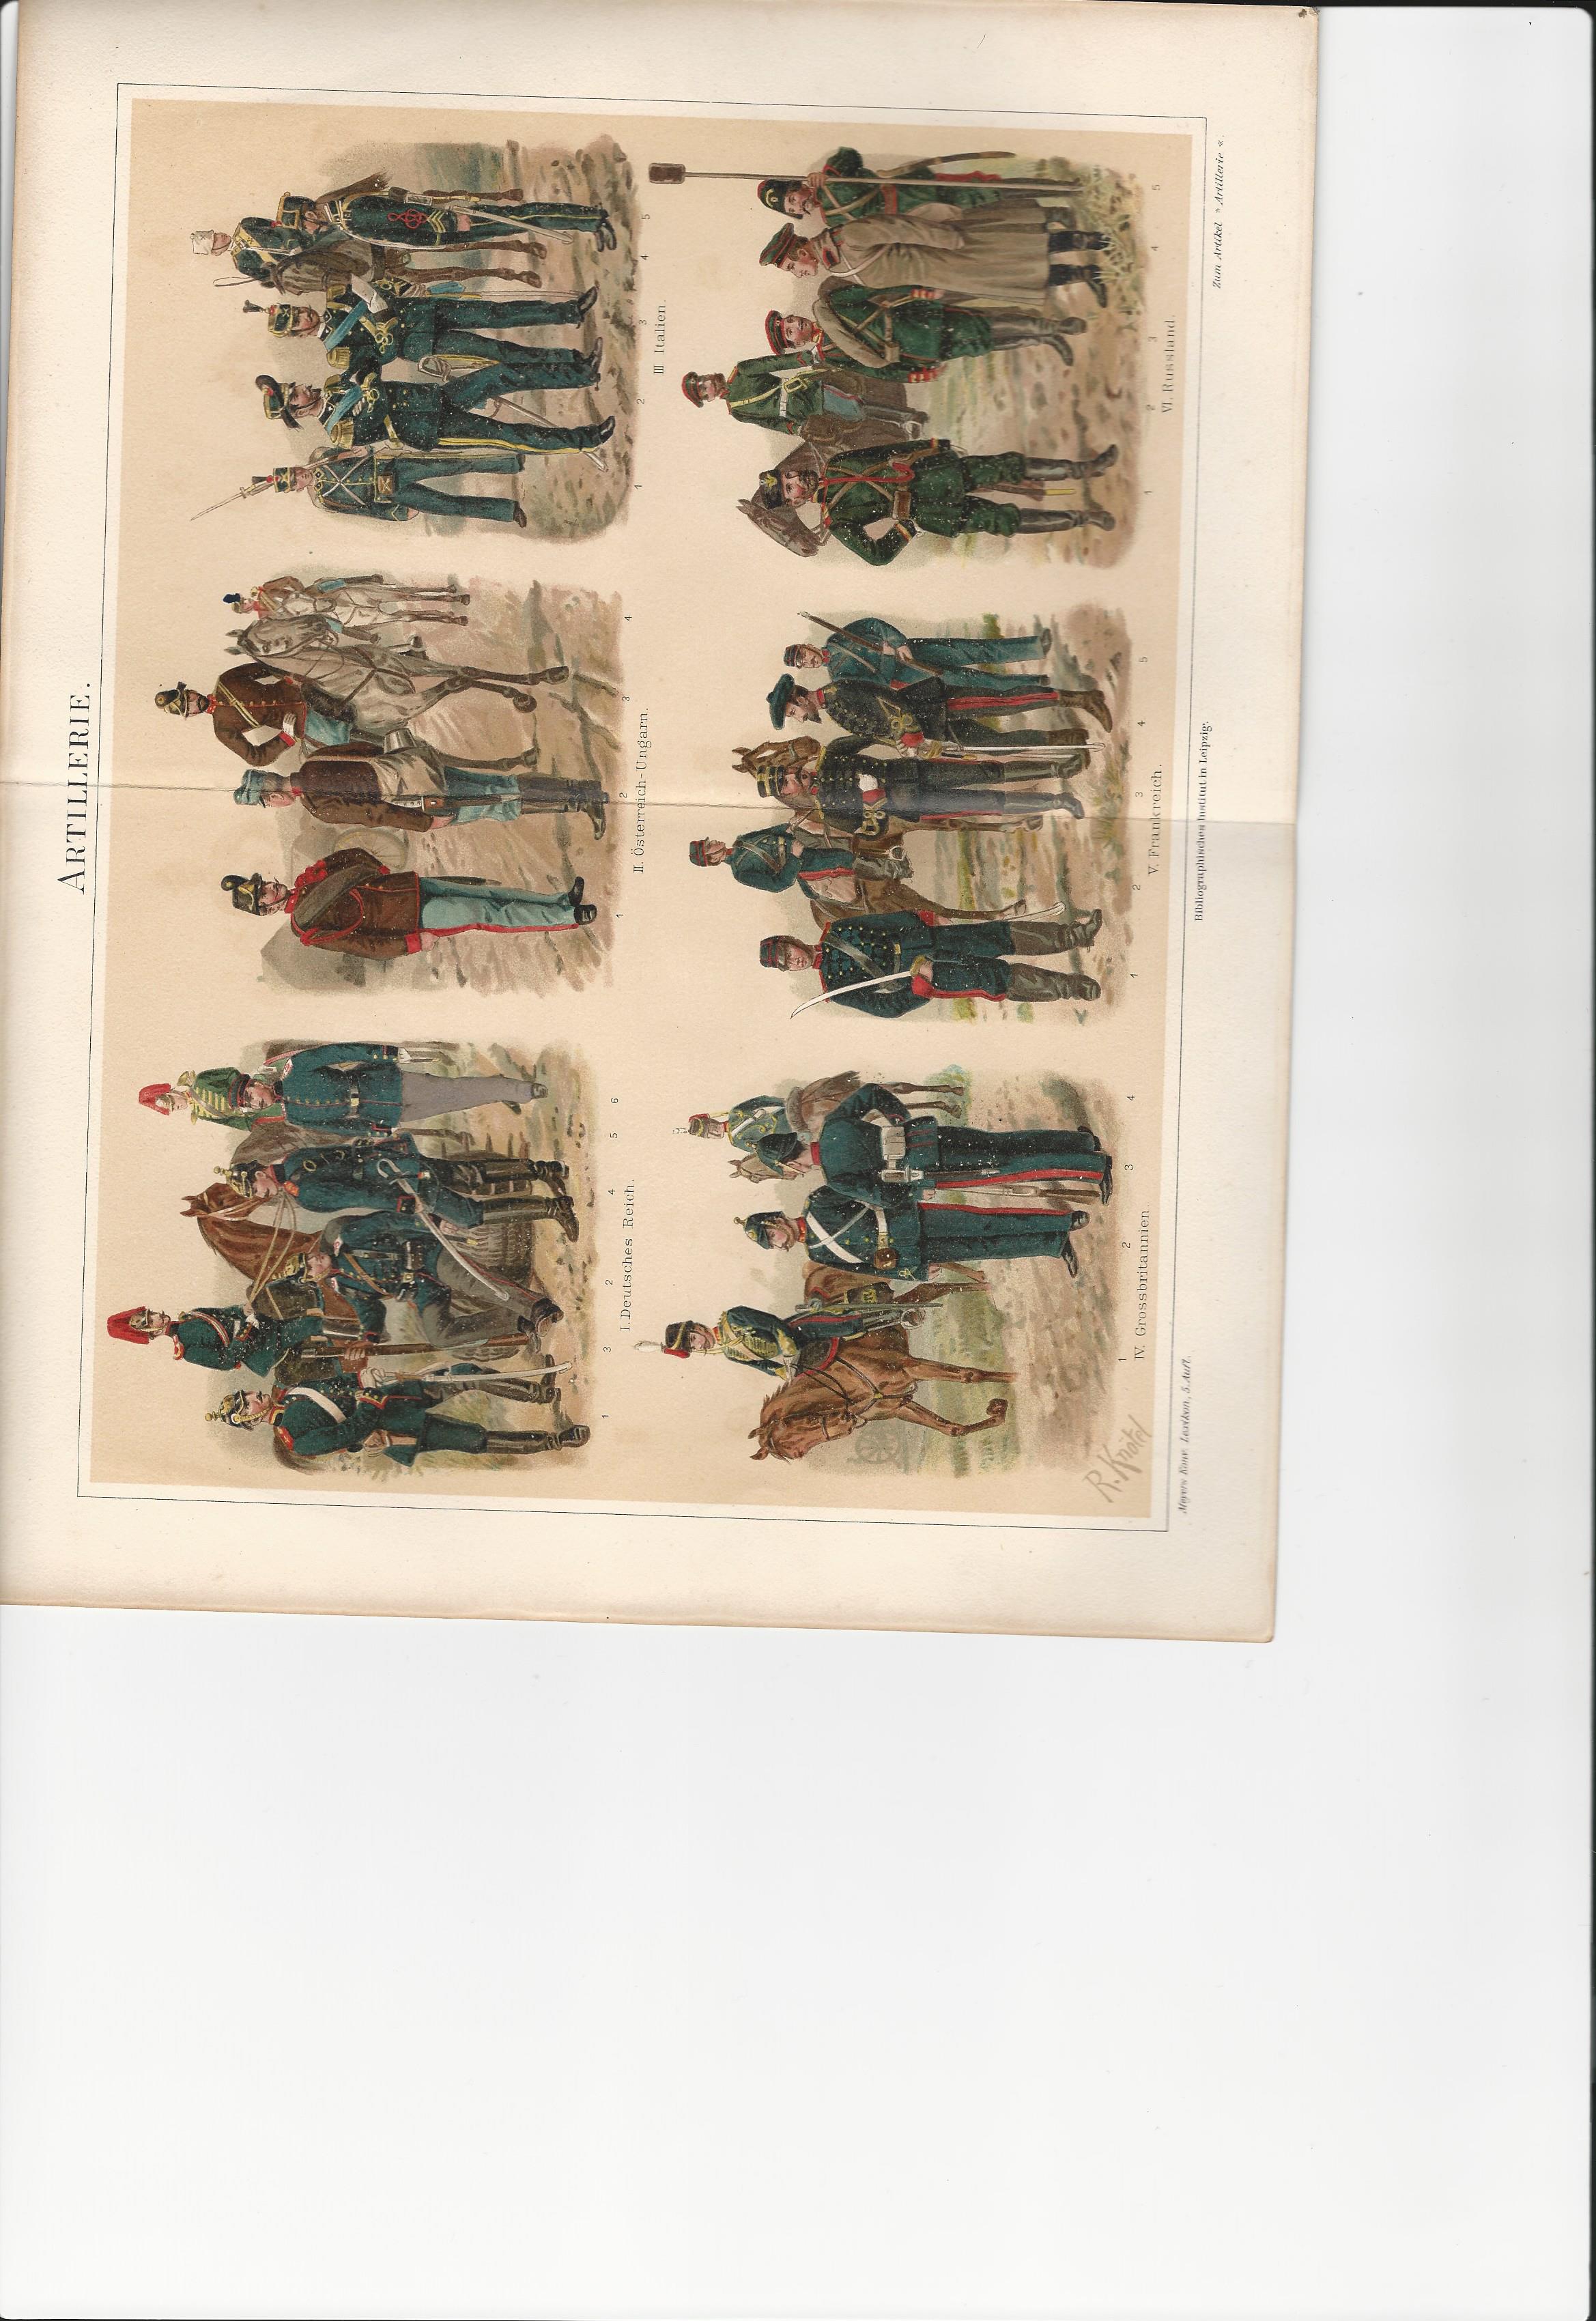 ARTILLERIE.
1 3 2 4 5 6
I. Deutsches Reich.
1 2 3 4
II. Österreich-Ungarn.
1 2 3 4 5
III Italien.
1 2 3 4
IV. Grossbritannien.
1 2 3 4 5
V. Frankreich.
1 2 3 4 5
VI. Russland.
R. Knötel
Meyers Konv. Lexikon, 5. Aufl.
Bibliographisches Institut in Leipzig.
Zum Artikel »Artillerie«.